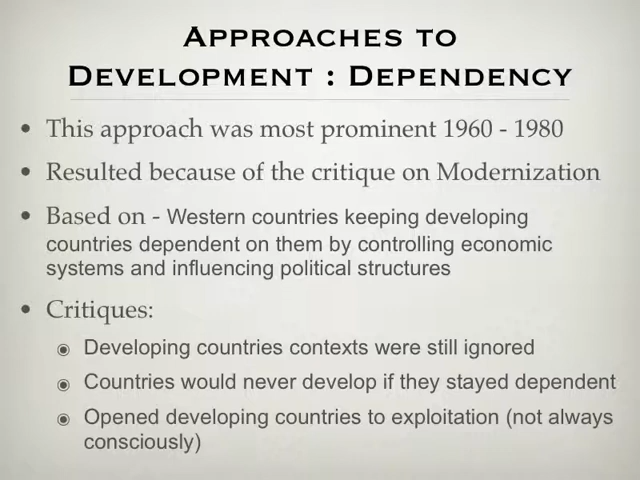 Approaches to
Development : Dependency
• This approach was most prominent 1960 - 1980
• Resulted because of the critique on Modernization
• Based on - Western countries keeping developing
countries dependent on them by controlling economic
systems and influencing political structures
• Critiques:
◉ Developing countries contexts were still ignored
◉ Countries would never develop if they stayed dependent
◉ Opened developing countries to exploitation (not always
consciously)